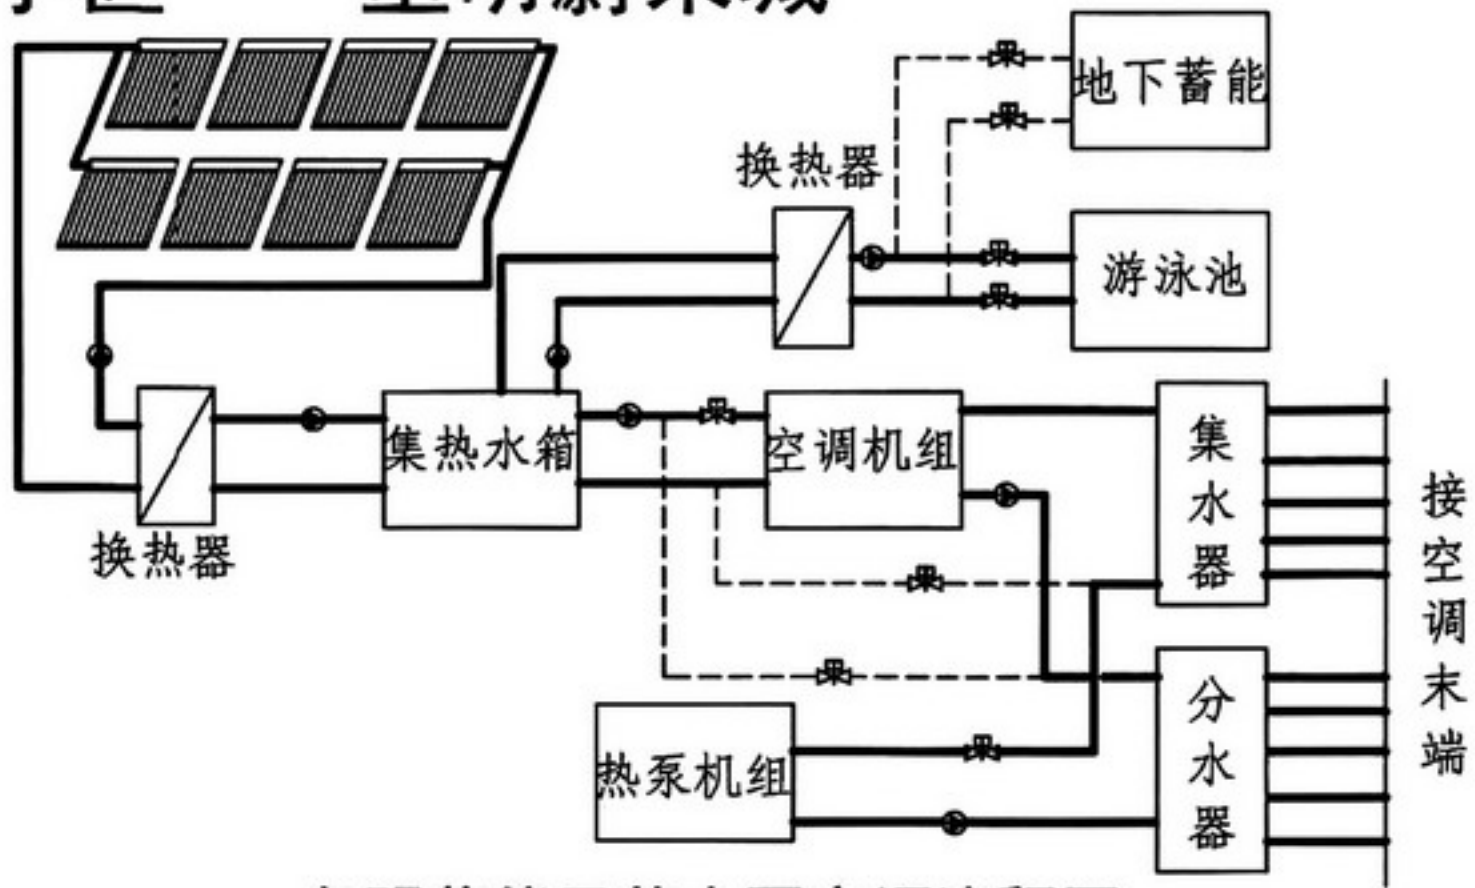 地下蓄能
换热器
游泳池
集热水箱
空调机组
集水器
接空调末端
换热器
分水器
热泵机组